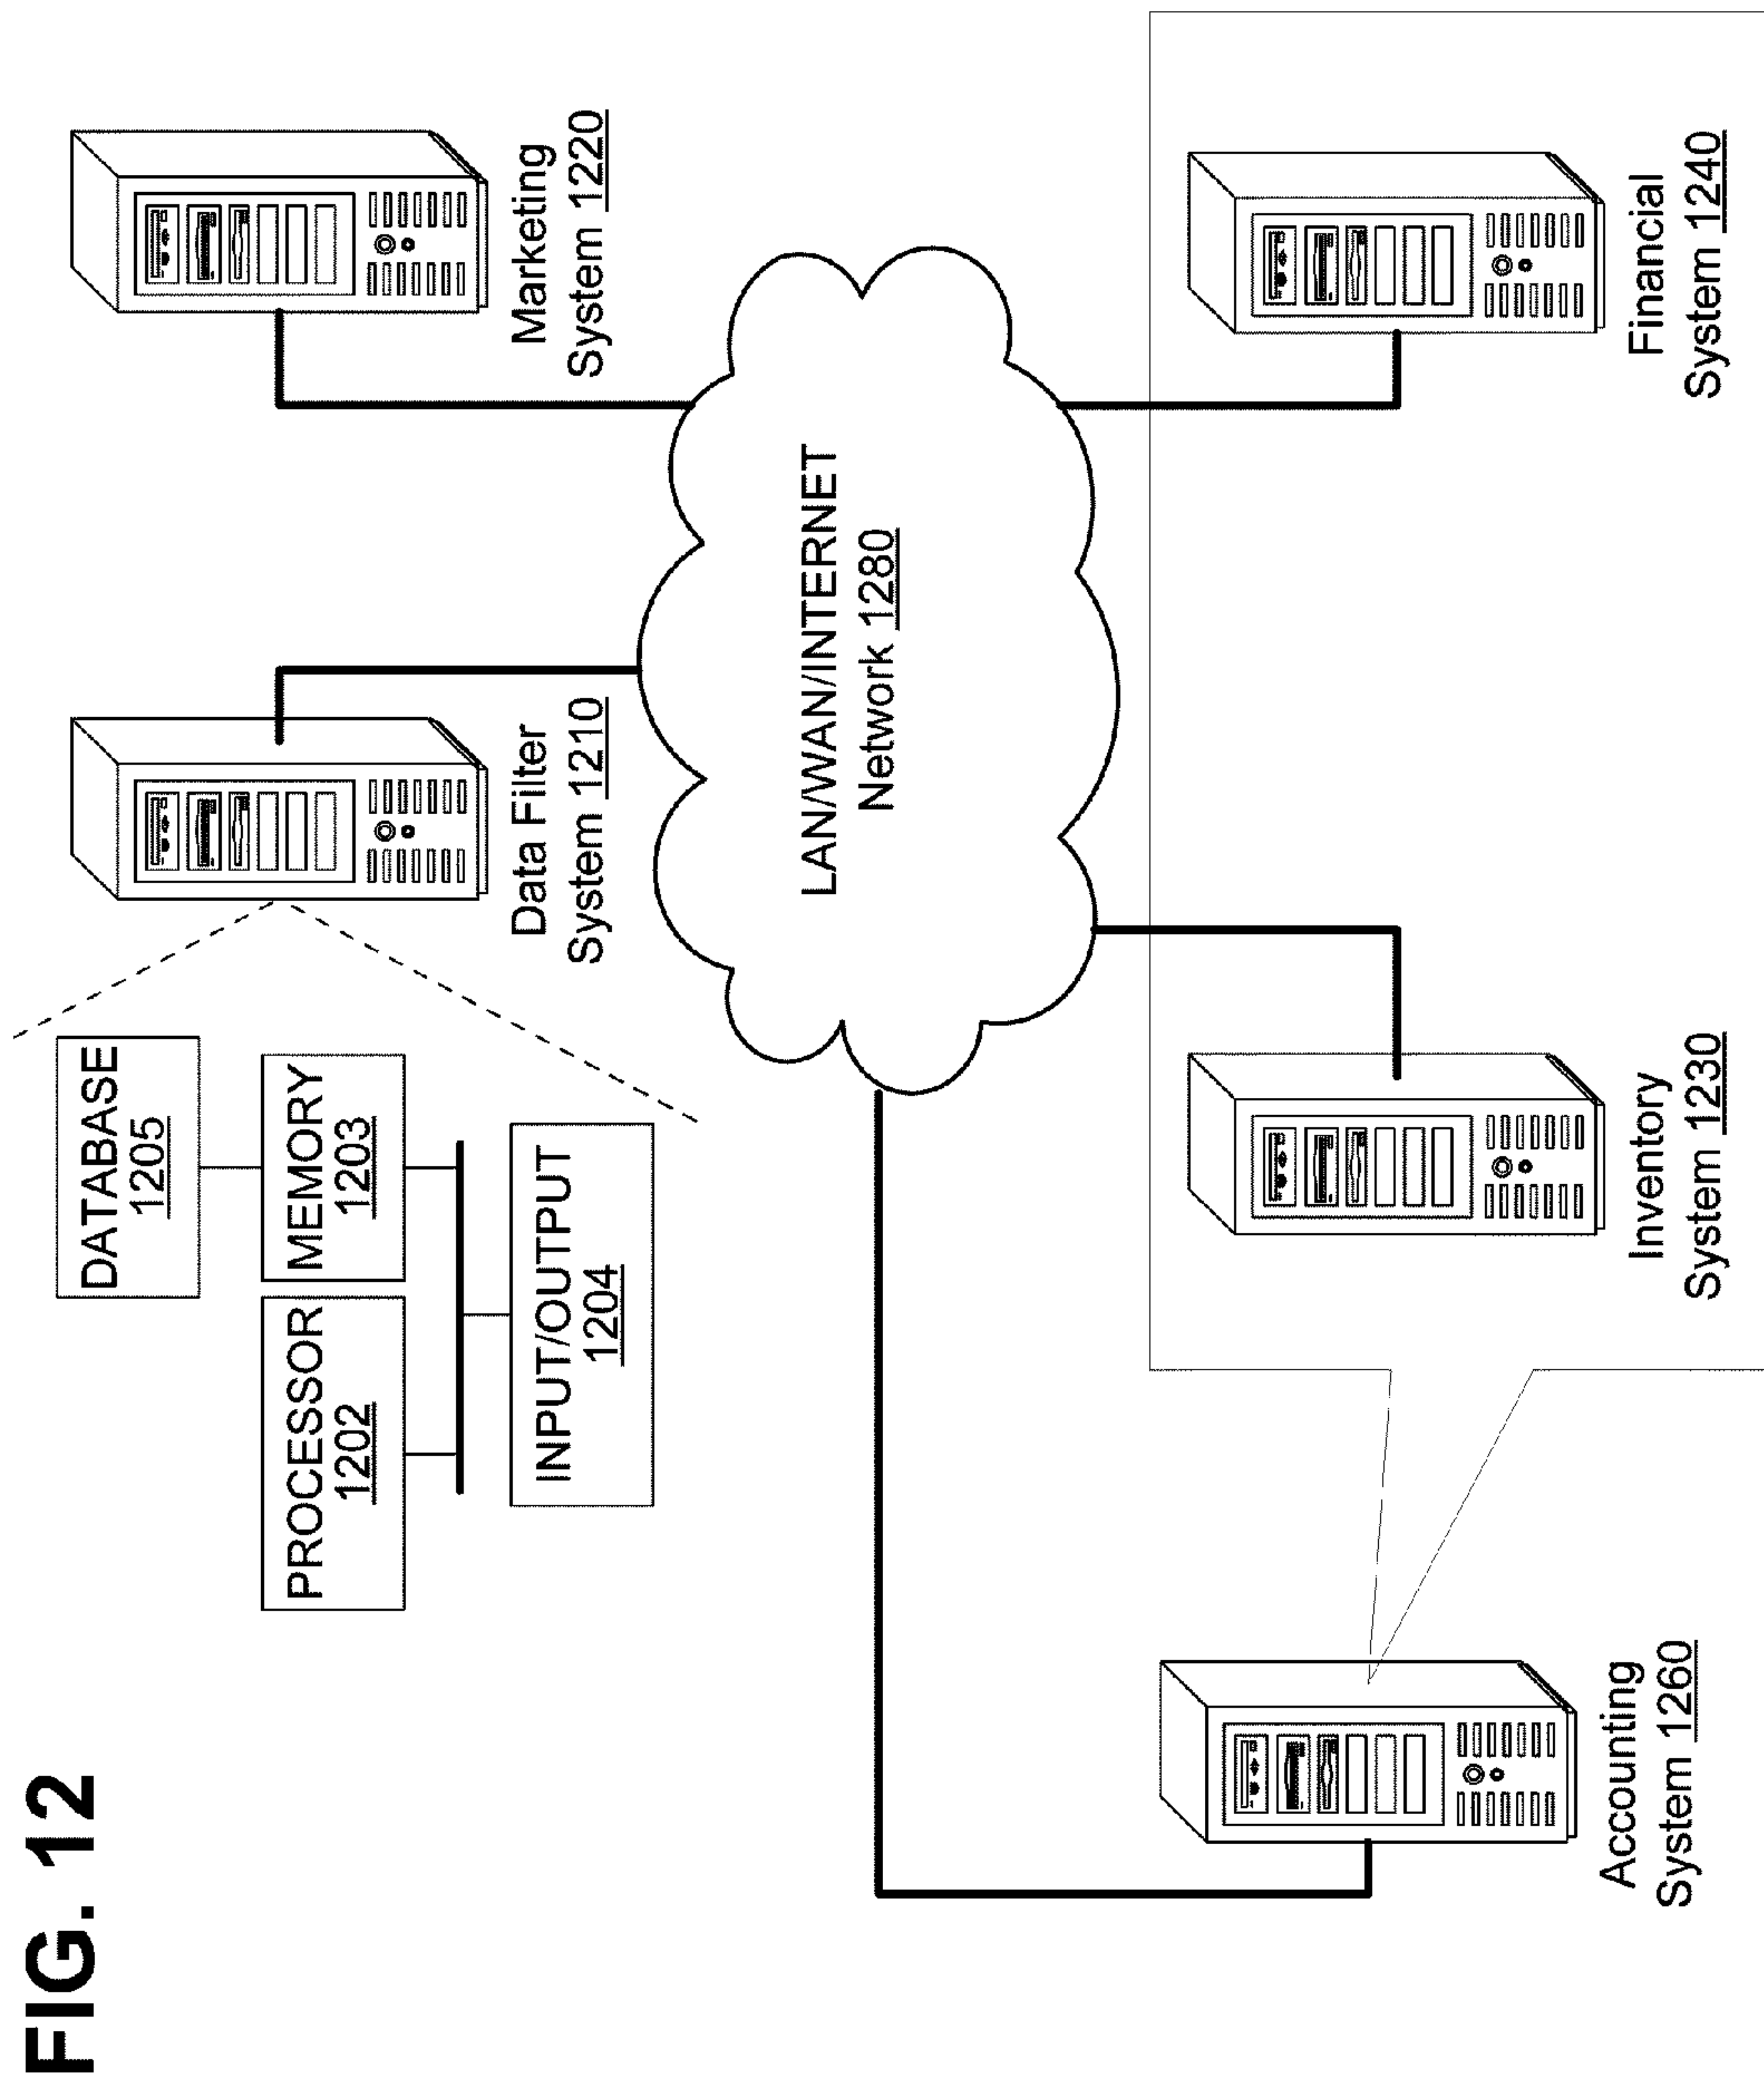 FIG. 12
DATABASE
1205
PROCESSOR
1202
MEMORY
1203
INPUT/OUTPUT
1204
Data Filter
System 1210
Marketing
System 1220
LAN/WAN/INTERNET
Network 1280
Accounting
System 1260
Inventory
System 1230
Financial
System 1240